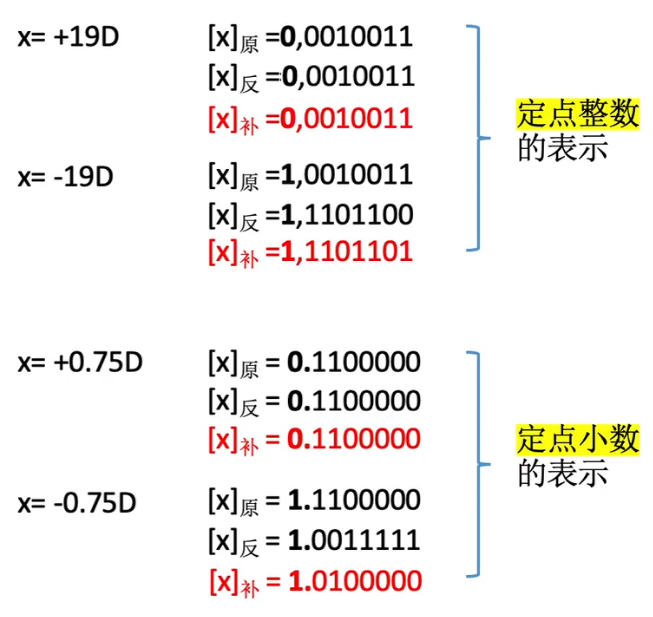 x= +19D
[x]原 =0,0010011
[x]反 =0,0010011
[x]补 =0,0010011
x= -19D
[x]原 =1,0010011
[x]反 =1,1101100
[x]补 =1,1101101
定点整数
的表示
x= +0.75D
[x]原 = 0.1100000
[x]反 = 0.1100000
[x]补 = 0.1100000
x= -0.75D
[x]原 = 1.1100000
[x]反 = 1.0011111
[x]补 = 1.0100000
定点小数
的表示